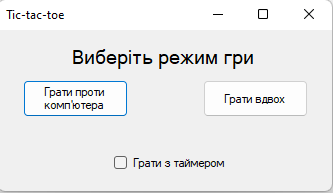 Tic-tac-toe
Виберіть режим гри
Грати проти
комп'ютера
Грати вдвох
Грати з таймером